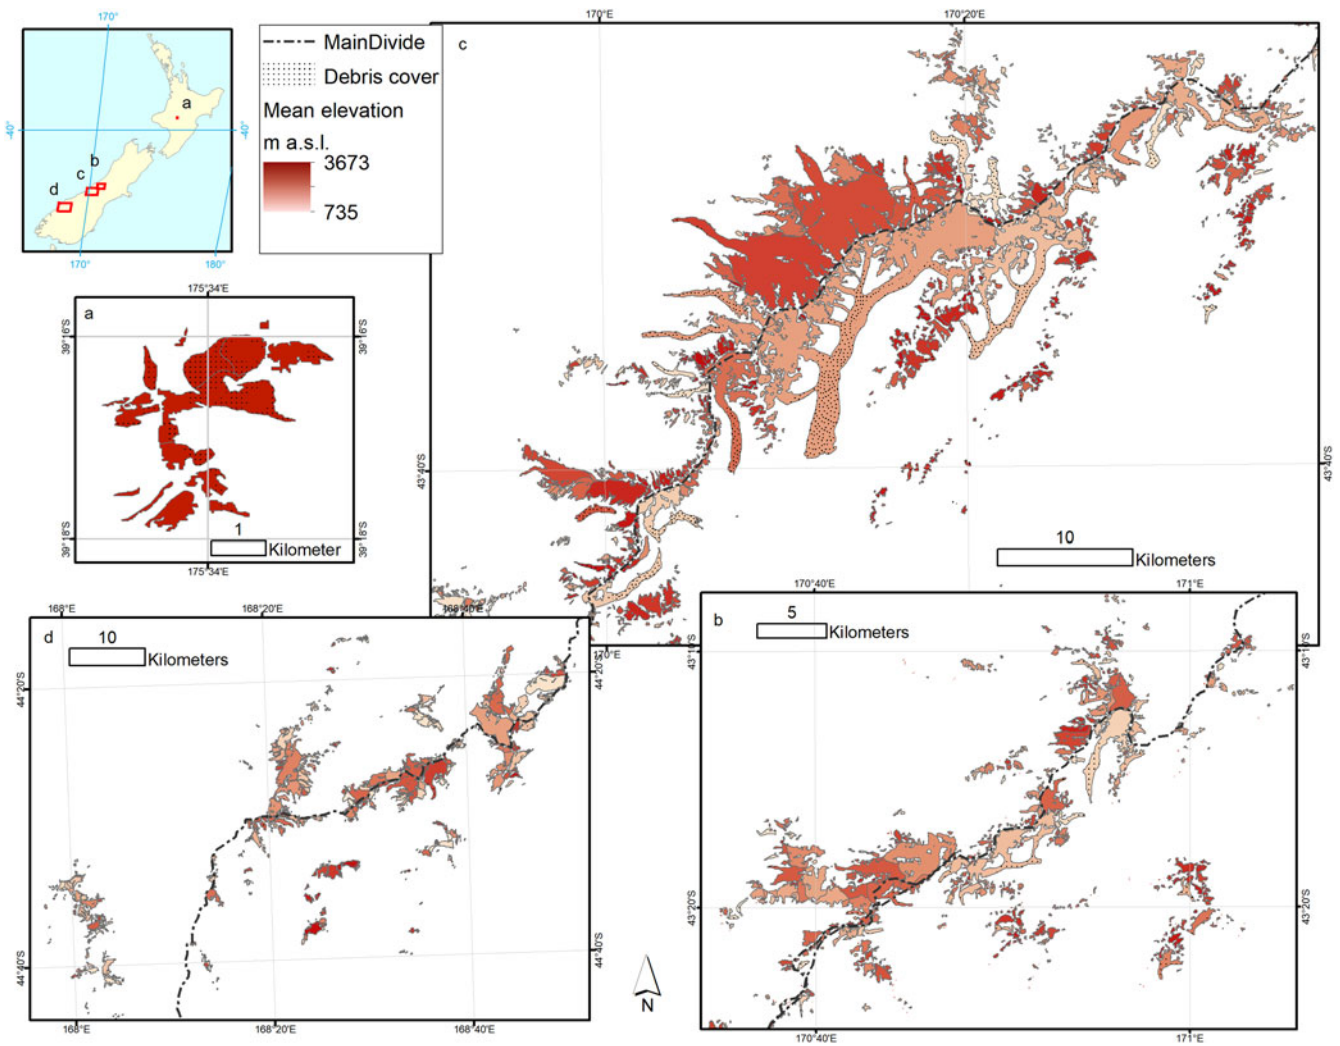 170°
-40°
-40°
a
b
c
d
170°
180°
MainDivide
Debris cover
Mean elevation
m a.s.l.
3673
735
170°E
170°20'E
c
43°40'S
43°40'S
10
Kilometers
170°E
175°34'E
a
39°16'S
39°16'S
39°18'S
39°18'S
1
Kilometer
175°34'E
168°E
168°20'E
168°40'E
d
10
Kilometers
44°20'S
44°20'S
44°40'S
44°40'S
168°E
168°20'E
168°40'E
N
170°40'E
171°E
b
5
Kilometers
43°10'S
43°10'S
43°20'S
43°20'S
170°40'E
171°E